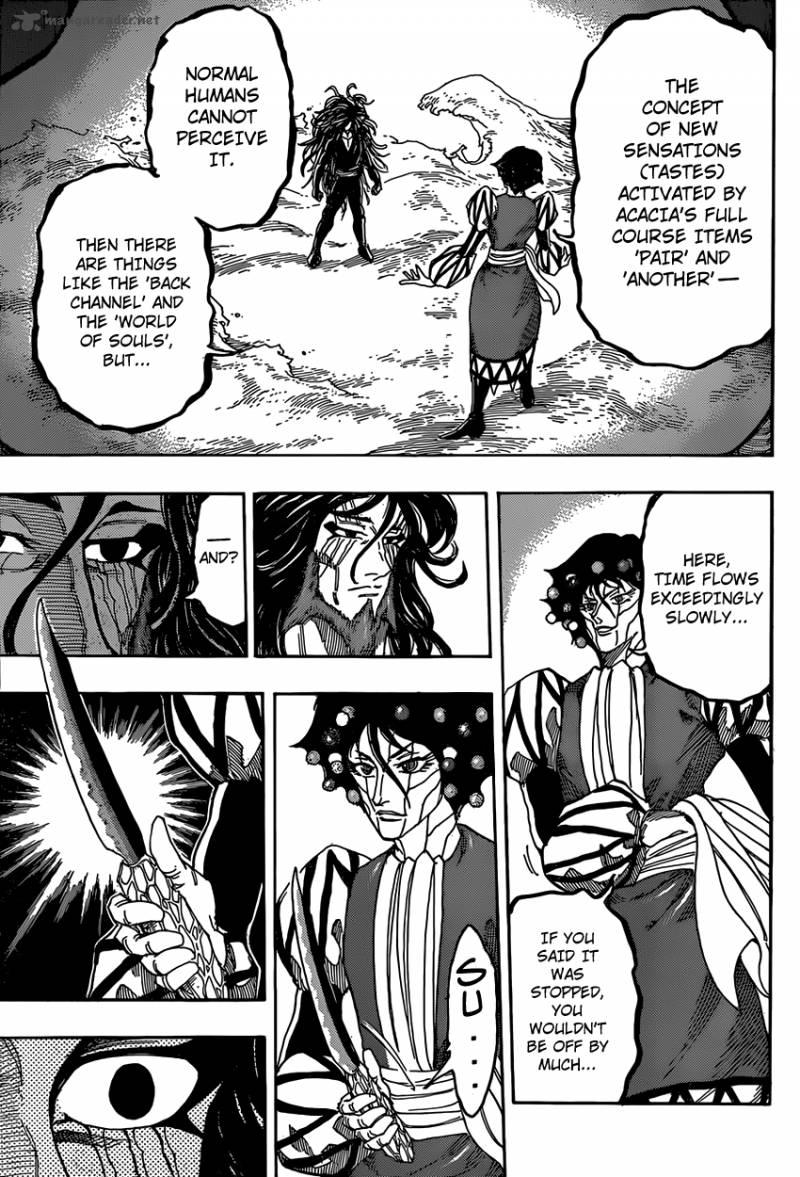 mangareader.net
THE
CONCEPT
OF NEW
SENSATIONS
(TASTES)
ACTIVATED BY
ACACIA'S FULL
COURSE ITEMS
'PAIR' AND
'ANOTHER'—
NORMAL
HUMANS
CANNOT
PERCEIVE
IT.
THEN THERE
ARE THINGS
LIKE THE 'BACK
CHANNEL' AND
THE 'WORLD
OF SOULS',
BUT...
HERE,
TIME FLOWS
EXCEEDINGLY
SLOWLY...
IF YOU
SAID IT
WAS
STOPPED,
YOU
WOULDN'T
BE OFF BY
MUCH...
—
AND?
SU...